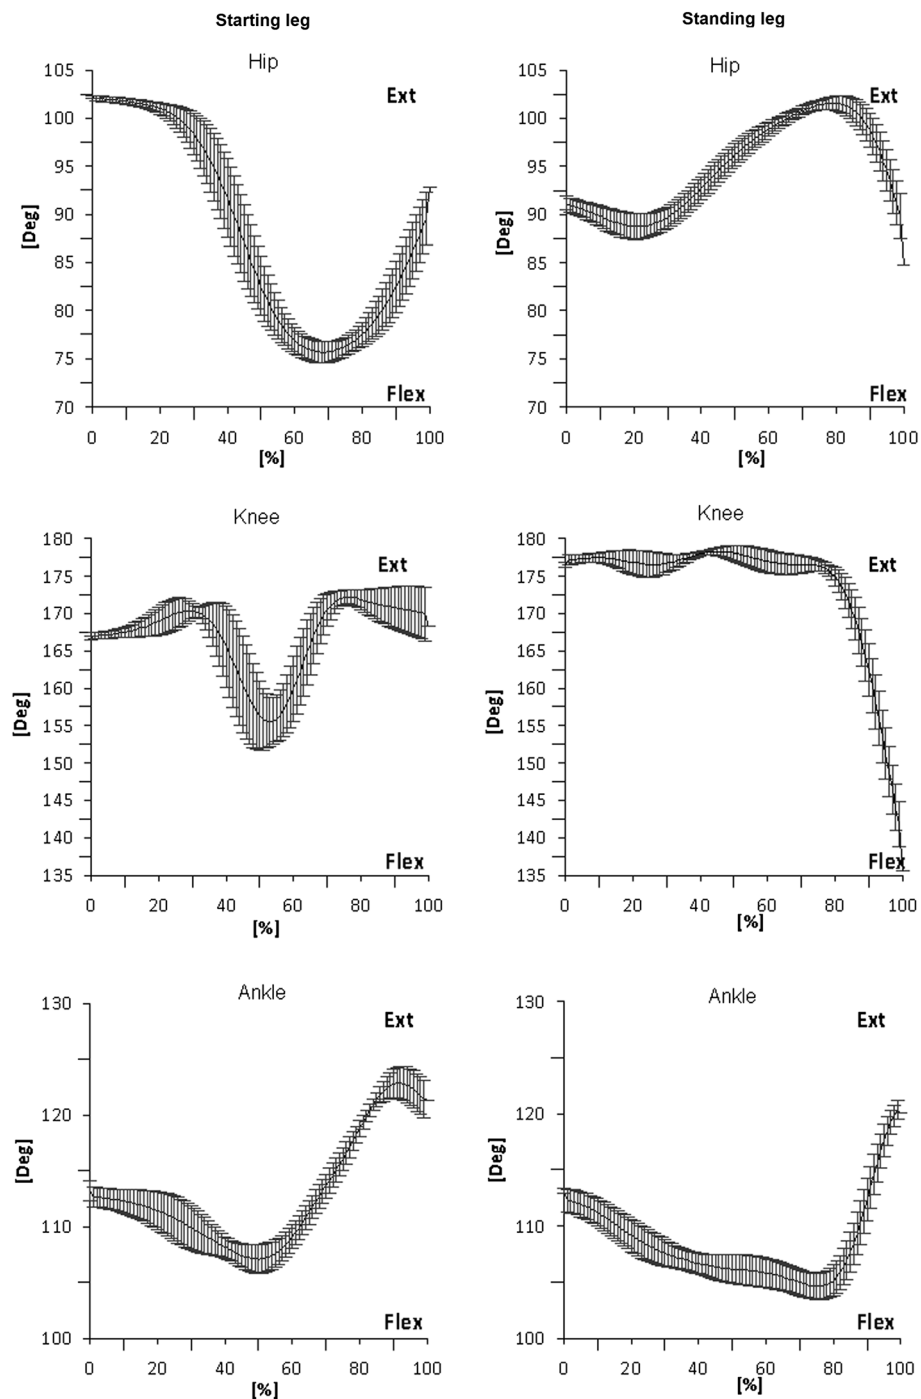 Starting leg
Standing leg
Hip
105
100
95
90
85
80
75
70
[Deg]
Ext
Flex
0 20 40 60 80 100
[%]
Hip
105
100
95
90
85
80
75
70
[Deg]
Ext
Flex
0 20 40 60 80 100
[%]
Knee
180
175
170
165
160
155
150
145
140
135
[Deg]
Ext
Flex
0 20 40 60 80 100
[%]
Knee
180
175
170
165
160
155
150
145
140
135
[Deg]
Ext
Flex
0 20 40 60 80 100
[%]
Ankle
130
120
110
100
[Deg]
Ext
Flex
0 20 40 60 80 100
[%]
Ankle
130
120
110
100
[Deg]
Ext
Flex
0 20 40 60 80 100
[%]